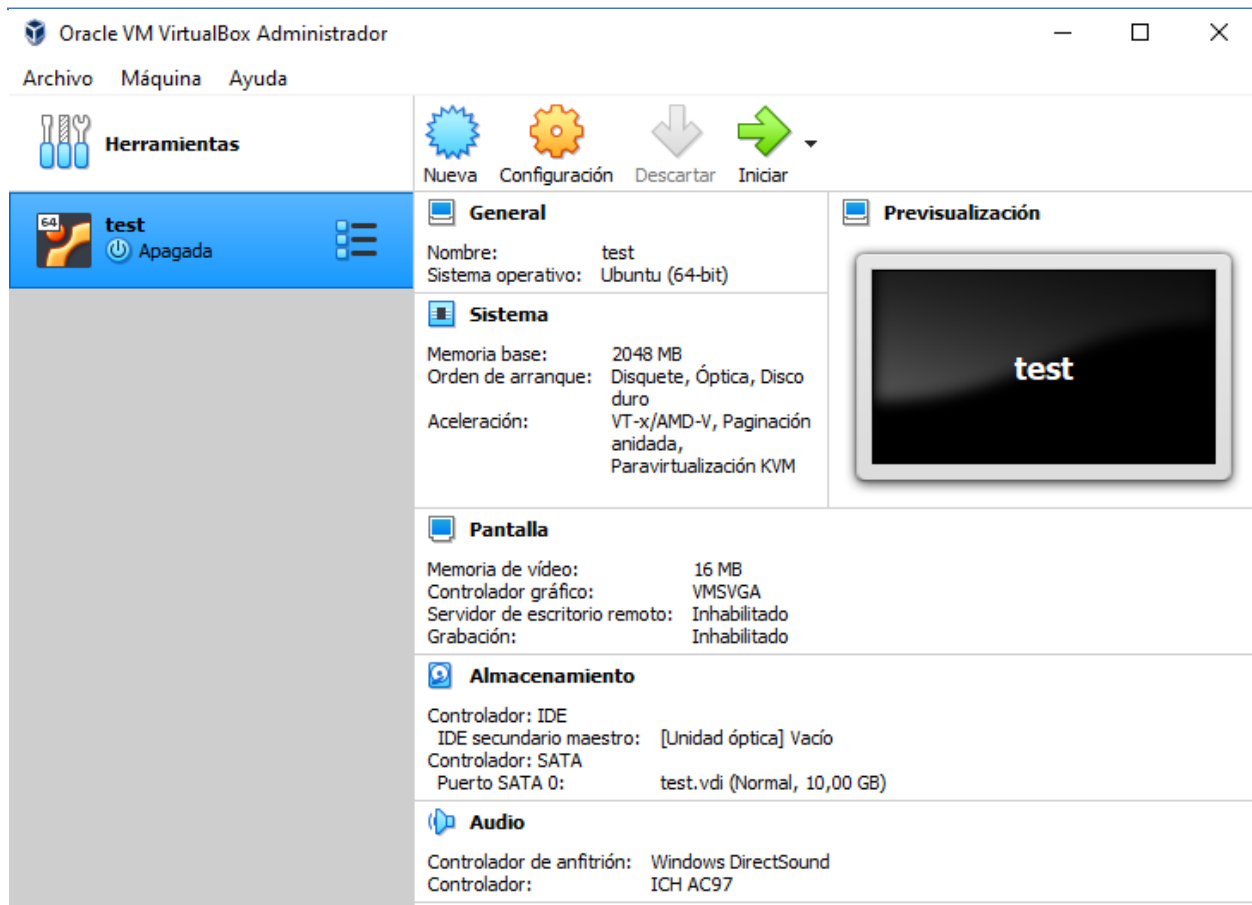 Oracle VM VirtualBox Administrador
Archivo Máquina Ayuda
Herramientas
Nueva Configuración Descartar Iniciar
64
test
Apagada
General
Nombre: test
Sistema operativo: Ubuntu (64-bit)
Previsualización
test
Sistema
Memoria base: 2048 MB
Orden de arranque: Disquete, Óptica, Disco
duro
Aceleración: VT-x/AMD-V, Paginación
anidada,
Paravirtualización KVM
Pantalla
Memoria de vídeo: 16 MB
Controlador gráfico: VMSVGA
Servidor de escritorio remoto: Inhabilitado
Grabación: Inhabilitado
Almacenamiento
Controlador: IDE
IDE secundario maestro: [Unidad óptica] Vacío
Controlador: SATA
Puerto SATA 0: test.vdi (Normal, 10,00 GB)
Audio
Controlador de anfitrión: Windows DirectSound
Controlador: ICH AC97